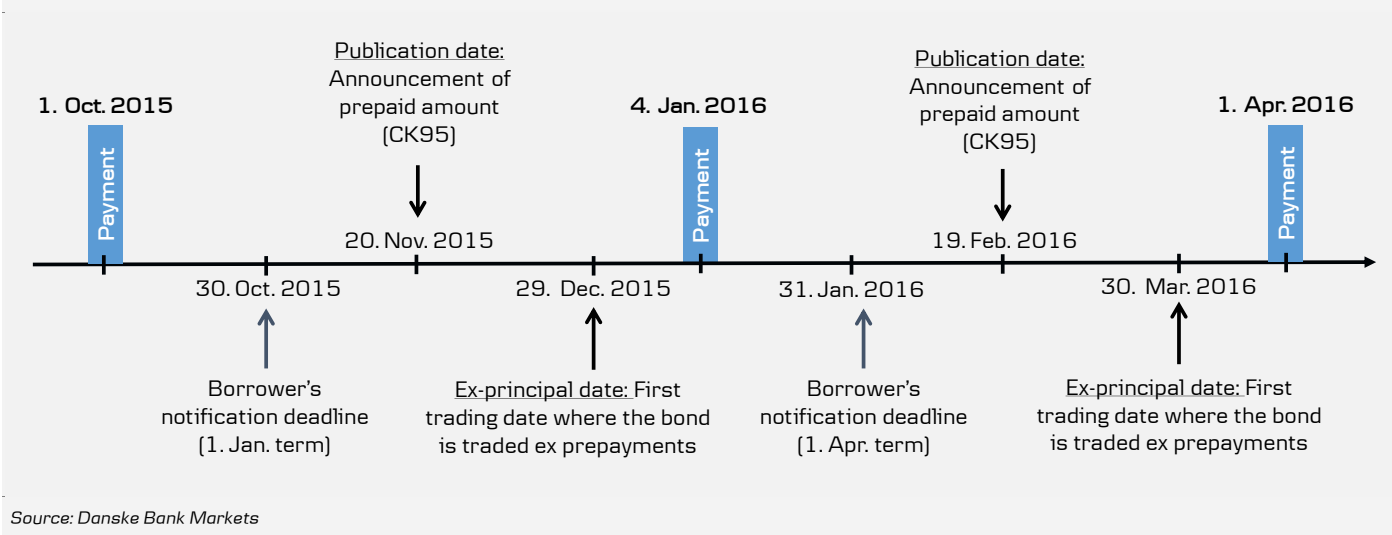 Publication date:
Announcement of
prepaid amount
(CK95)
Publication date:
Announcement of
prepaid amount
(CK95)
1. Oct. 2015
4. Jan. 2016
1. Apr. 2016
Payment
Payment
Payment
20. Nov. 2015
19. Feb. 2016
30. Oct. 2015
29. Dec. 2015
31. Jan. 2016
30. Mar. 2016
Borrower's
notification deadline
(1. Jan. term)
Ex-principal date: First
trading date where the bond
is traded ex prepayments
Borrower's
notification deadline
(1. Apr. term)
Ex-principal date: First
trading date where the bond
is traded ex prepayments
Source: Danske Bank Markets